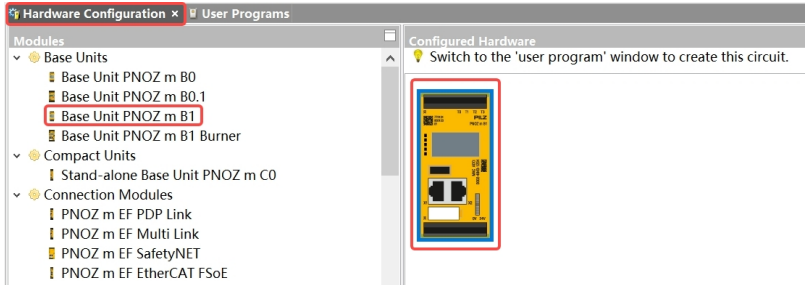 Hardware Configuration ×
User Programs
Modules
Base Units
Base Unit PNOZ m B0
Base Unit PNOZ m B0.1
Base Unit PNOZ m B1
Base Unit PNOZ m B1 Burner
Compact Units
Stand-alone Base Unit PNOZ m C0
Connection Modules
PNOZ m EF PDP Link
PNOZ m EF Multi Link
PNOZ m EF SafetyNET
PNOZ m EF EtherCAT FSoE
Configured Hardware
Switch to the 'user program' window to create this circuit.
PILZ